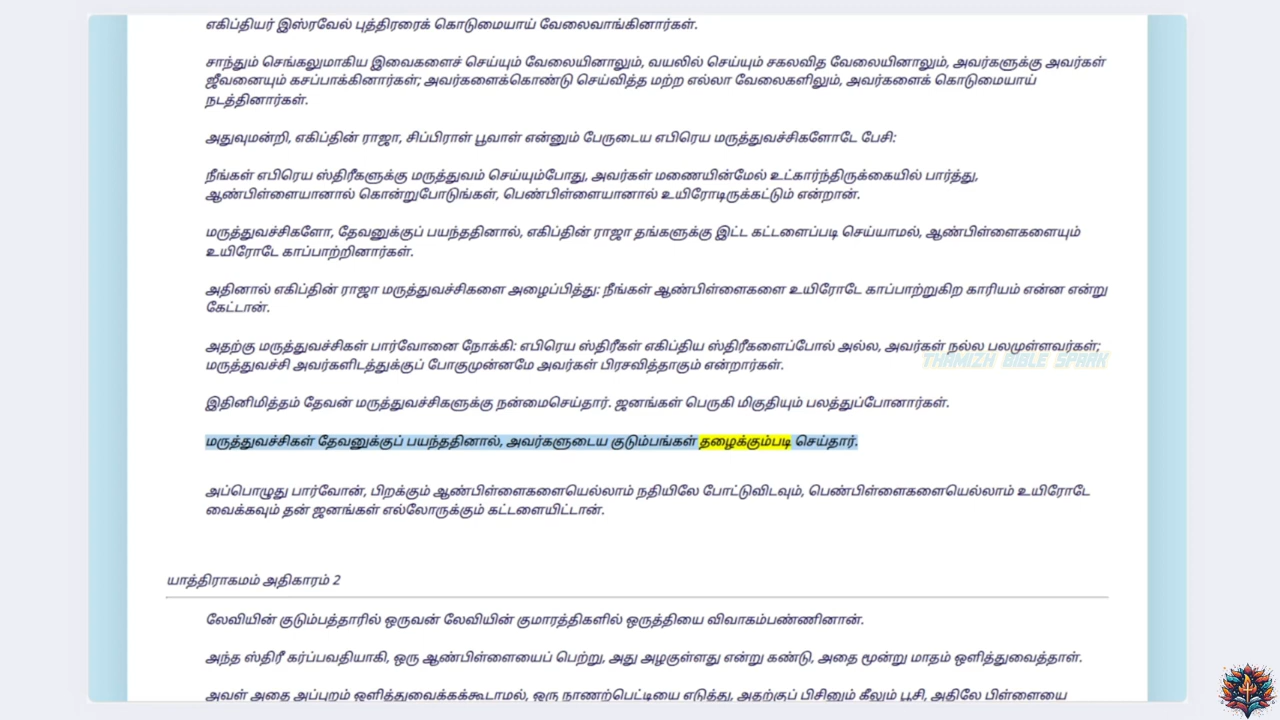 எகிப்தியர் இஸ்ரவேல் புத்திரரைக் கொடுமையாய் வேலைவாங்கினார்கள்.
சாந்தும் செங்கலுமாகிய இவைகளைச் செய்யும் வேலையினாலும், வயலில் செய்யும் சகலவித வேலையினாலும், அவர்களுக்கு அவர்கள்
ஜீவனையும் கசப்பாக்கினார்கள்; அவர்களைக்கொண்டு செய்வித்த மற்ற எல்லா வேலைகளிலும், அவர்களைக் கொடுமையாய்
நடத்தினார்கள்.
அதுவுமன்றி, எகிப்தின் ராஜா, சிப்பிராள் பூவாள் என்னும் பேருடைய எபிரெய மருத்துவச்சிகளோடே பேசி:
நீங்கள் எபிரெய ஸ்திரீகளுக்கு மருத்துவம் செய்யும்போது, அவர்கள் மணையின்மேல் உட்கார்ந்திருக்கையில் பார்த்து,
ஆண்பிள்ளையானால் கொன்றுபோடுங்கள், பெண்பிள்ளையானால் உயிரோடிருக்கட்டும் என்றான்.
மருத்துவச்சிகளோ, தேவனுக்குப் பயந்ததினால், எகிப்தின் ராஜா தங்களுக்கு இட்ட கட்டளைப்படி செய்யாமல், ஆண்பிள்ளைகளையும்
உயிரோடே காப்பாற்றினார்கள்.
அதினால் எகிப்தின் ராஜா மருத்துவச்சிகளை அழைப்பித்து: நீங்கள் ஆண்பிள்ளைகளை உயிரோடே காப்பாற்றுகிற காரியம் என்ன என்று
கேட்டான்.
அதற்கு மருத்துவச்சிகள் பார்வோனை நோக்கி: எபிரெய ஸ்திரீகள் எகிப்திய ஸ்திரீகளைப்போல் அல்ல, அவர்கள் நல்ல பலமுள்ளவர்கள்;
THAMIZH BIBLE SPARK
மருத்துவச்சி அவர்களிடத்துக்குப் போகுமுன்னமே அவர்கள் பிரசவித்தாகும் என்றார்கள்.
இதினிமித்தம் தேவன் மருத்துவச்சிகளுக்கு நன்மைசெய்தார். ஜனங்கள் பெருகி மிகுதியும் பலத்துப்போனார்கள்.
மருத்துவச்சிகள் தேவனுக்குப் பயந்ததினால், அவர்களுடைய குடும்பங்கள் தழைக்கும்படி செய்தார்.
அப்பொழுது பார்வோன், பிறக்கும் ஆண்பிள்ளைகளையெல்லாம் நதியிலே போட்டுவிடவும், பெண்பிள்ளைகளையெல்லாம் உயிரோடே
வைக்கவும் தன் ஜனங்கள் எல்லோருக்கும் கட்டளையிட்டான்.
யாத்திராகமம் அதிகாரம் 2
லேவியின் குடும்பத்தாரில் ஒருவன் லேவியின் குமாரத்திகளில் ஒருத்தியை விவாகம்பண்ணினான்.
அந்த ஸ்திரீ கர்ப்பவதியாகி, ஒரு ஆண்பிள்ளையைப் பெற்று, அது அழகுள்ளது என்று கண்டு, அதை மூன்று மாதம் ஒளித்துவைத்தாள்.
அவள் அதை அப்புறம் ஒளித்துவைக்கக்கூடாமல், ஒரு நாணற்பெட்டியை எடுத்து, அதற்குப் பிசினும் கீலும் பூசி, அதிலே பிள்ளையை